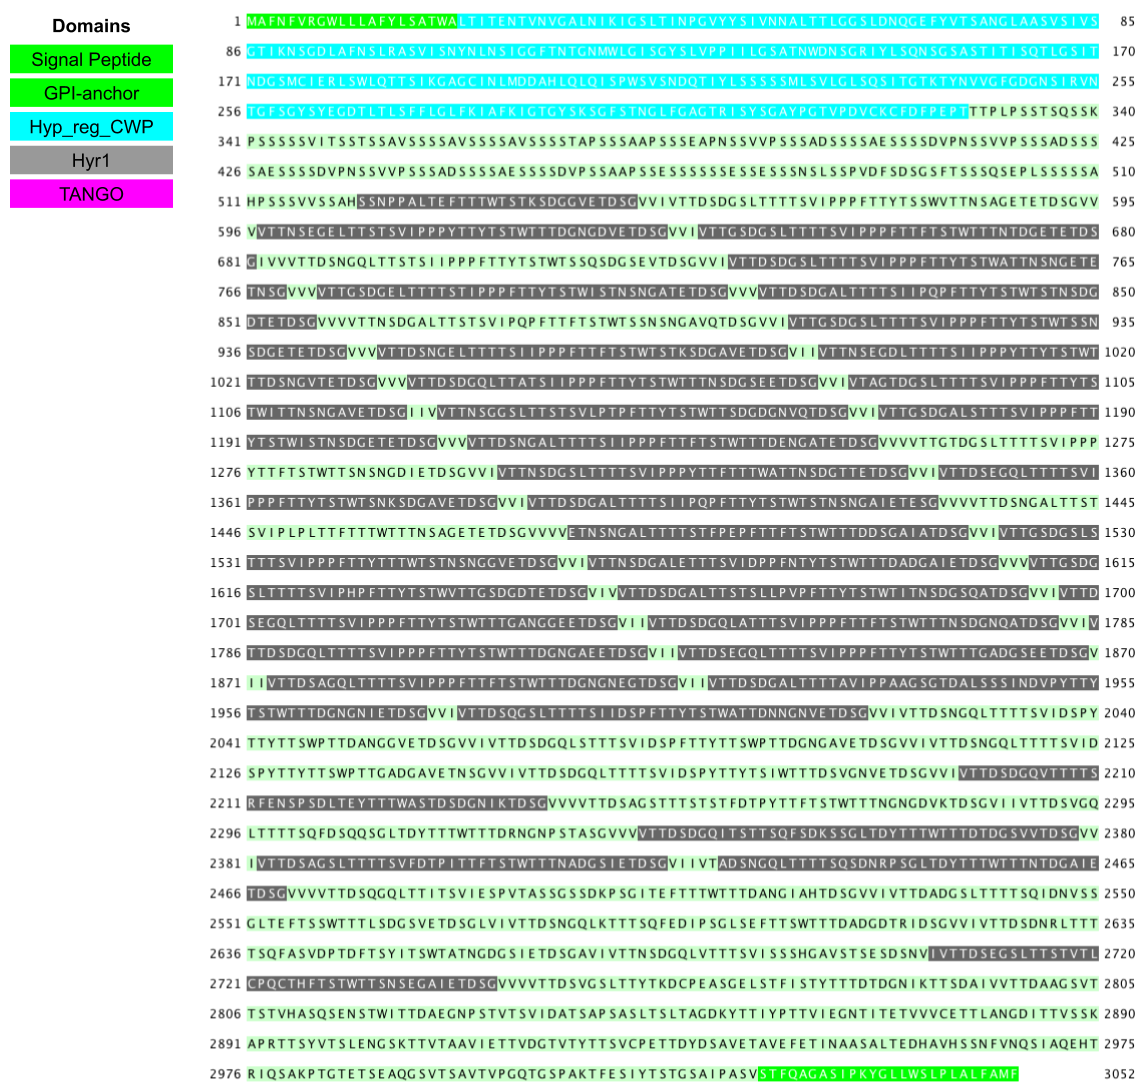 Domains
Signal Peptide
GPI-anchor
Hyp_reg_CWP
Hyr1
TANGO
1 MAFNFVRGWLLLAFYLSATWALTITENTVNVGALNIKIGSLTINPGVYYSIVNNALTTLGGSLDNQGEFYVTSANGLAASVSIVS 85
86 GTIKNSGDLAFNSLRASVISNYNLNSIGGFTNTGNMWLGISGYSLVPPIILGSATNWDNSGRIYLSQNSGSASTITISQTLGSIT 170
171 NDGSMCIERLSWLQTTSIKGAGCINLMDDAHLQLQISPWSVSNDQTIYLSSSSSMLSVLGLSQSITGTKTYNVVGFGDGNSIRVN 255
256 TGFSGYSYEGDTLTLSFFLGLFKIAFKIGTGYSKSGFSTNGLFGAGTRISYSGAYPGTVPDVCKCFDFPEPTTTPLPSSTSQSSK 340
341 PSSSSSVITSSTSSAVSSSSAVSSSSAVSSSSTAPSSSAAPSSSEAPNSSVVPSSSADSSSSAESSSSDVPNSSVVPSSSADSSS 425
426 SAESSSSDVPNSSVVPSSSADSSSSAESSSSDVPSSAAPSSESSSSSSESSESSSNSLSSPVDFSDSGSFTSSSQSEPLSSSSSA 510
511 HPSSSVVSSAHSSNPPALTEFTTTWTSTKSDGGVETDSGVVIVTTDSDGSLTTTTSVIPPPFTTYTSSWVTTNSAGETETDSGVV 595
596 VVTTNSEGELTTSTSVIPPPYTTYTSTWTTTDGNGDVETDSGVVIVTTGSDGSLTTTTSVIPPPFTTFTSTWTTTNTDGETETDS 680
681 GIVVVTTDSNGQLTTSTSIIPPPFTTYTSTWTSSQSDGSEVTDSGVVIVTTDSDGSLTTTTSVIPPPFTTYTSTWATTNSNGETE 765
766 TNSGVVVVTTGSDGELTTTTSTIPPPFTTYTSTWISTNSNGATETDSGVVVVTTDSDGALTTTTSIIPQPFTTYTSTWTSTNSDG 850
851 DTETDSGVVVVTTNSDGALTTSTSVIPQPFTTFTSTWTSSNSNGAVQTDSGVVIVTTGSDGSLTTTTSVIPPPFTTYTSTWTSSN 935
936 SDGETETDSGVVVVTTDSNGELTTTTSIIPPPFTTFTSTWTSTKSDGAVETDSGVIIVTTNSEGDLTTTTSIIPPPYTTYTSTWT 1020
1021 TTDSNGVTETDSGVVVVTTDSDGQLTTATSIIPPPFTTYTSTWTTTNSDGSEETDSGVVIVTAGTDGSLTTTTSVIPPPFTTYTS 1105
1106 TWITTNSNGAVETDSGIIVVTTNSGGSLTTSTSVLPTPFTTYTSTWTTSDGDGNVQTDSGVVIVTTGSDGALSTTTSVIPPPFTT 1190
1191 YTSTWISTNSDGETETDSGVVVVTTDSNGALTTTTSIIPPPFTTFTSTWTTTDENGATETDSGVVVVTTGTDGSLTTTTSVIPPP 1275
1276 YTTFTSTWTTSNSNGDIETDSGVVIVTTNSDGSLTTTTSVIPPPYTTFTTTWATTNSDGTTETDSGVVIVTTDSEGQLTTTTSVI 1360
1361 PPPFTTYTSTWTSNKSDGAVETDSGVVIVTTDSDGALTTTTSIIPQPFTTYTSTWTSTNSNGAIETESGVVVVTTDSNGALTTST 1445
1446 SVIPLPLTTFTTTWTTTNSAGETETDSGVVVVETNSNGALTTTTSTFPEPFTTFTSTWTTTDDSGAIATDSGVVIVTTGSDGSLS 1530
1531 TTTSVIPPPFTTYTTTWTSTNSNGGVETDSGVVIVTTNSDGALETTTSVIDPPFNTYTSTWTTTDADGAIETDSGVVVVTTGSDG 1615
1616 SLTTTTSVIPHPFTTYTSTWVTTGSDGDTETDSGVIVVTTDSDGALTTSTSLLPVPFTTYTSTWTITNSDGSQATDSGVVIVTTD 1700
1701 SEGQLTTTTSVIPPPFTTYTSTWTTTGANGGEETDSGVIIVTTDSDGQLATTTSVIPPPFTTFTSTWTTTNSDGNQATDSGVVIV 1785
1786 TTDSDGQLTTTTSVIPPPFTTYTSTWTTTDGNGAEETDSGVIIVTTDSEGQLTTTTSVIPPPFTTYTSTWTTTGADGSEETDSGV 1870
1871 IIVTTDSAGQLTTTTSVIPPPFTTFTSTWTTTDGNGNEGTDSGVIIVTTDSDGALTTTTAVIPPAAGSGTDALSSSINDVPYTTY 1955
1956 TSTWTTTDGNGNIETDSGVVIVTTDSQGSLTTTTSIIDSPFTTYTSTWATTDNNGNVETDSGVVIVTTDSNGQLTTTTSVIDSPY 2040
2041 TTYTTSWPTTDANGGVETDSGVVIVTTDSDGQLSTTTSVIDSPFTTYTTSWPTTDGNGAVETDSGVVIVTTDSNGQLTTTTSVID 2125
2126 SPYTTYTTSWPTTGADGAVETNSGVVIVTTDSDGQLTTTTSVIDSPYTTYTSIWTTTDSVGNVETDSGVVIVTTDSDGQVTTTTS 2210
2211 RFENSPSDLTEYTTTWASTDSDGNIKTDSGVVVVTTDSAGSTTTSTSTFDTPYTTFTSTWTTTNGNGDVKTDSGVIIVTTDSVGQ 2295
2296 LTTTTSQFDSQQSGLTDYTTTWTTTDRNGNPSTASGVVVVTTDSDGQITSTTSQFSDKSSGLTDYTTTWTTTDTDGSVVTDSGVV 2380
2381 IVTTDSAGSLTTTTSVFDTPITTFTSTWTTTNADGSIETDSGVIIVTADSNGQLTTTTSQSDNRPSGLTDYTTTWTTTNTDGAIE 2465
2466 TDSGVVVVTTDSQGQLTTITSVIESPVTASSGSSDKPSGITEFTTTWTTTDANGIAHTDSGVVIVTTDADGSLTTTTSQIDNVSS 2550
2551 GLTEFTSSWTTTLSDGSVETDSGLVIVTTDSNGQLKTTTSQFEDIPSGLSEFTTSWTTTDADGDTRIDSGVVIVTTDSDNRLTTT 2635
2636 TSQFASVDPTDFTSYITSWTATNGDGSIETDSGAVIVTTNSDGQLVTTTSVISSSHGAVSTSESDSNVIVTTDSEGSLTTSTVTL 2720
2721 CPQCTHFTSTWTTSNSEGAIETDSGVVVVTTDSVGSLTTYTKDCPEASGELSTFISTYTTTDTDGNIKTTSDAIVVTTDAAGSVT 2805
2806 TSTVHASQSENSTWITTDAEGNPSTVTSVIDATSAPSASLTSLTAGDKYTTIYPTTVIEGNTITETVVVCETTLANGDITTVSSK 2890
2891 APRTTSYVTSLENGSKTTVTAAVIETTVDGTVTYTTSVCPETTDYDSAVETAVEFETINAASALTEDHAVHSSNFVNQSIAQEHT 2975
2976 RIQSAKPTGTETSEAQGSVTSAVTVPGQTGSPAKTFESIYTSTGSAIPASVSTFQAGASIPKYGLLWSLPLALFAMF 3052